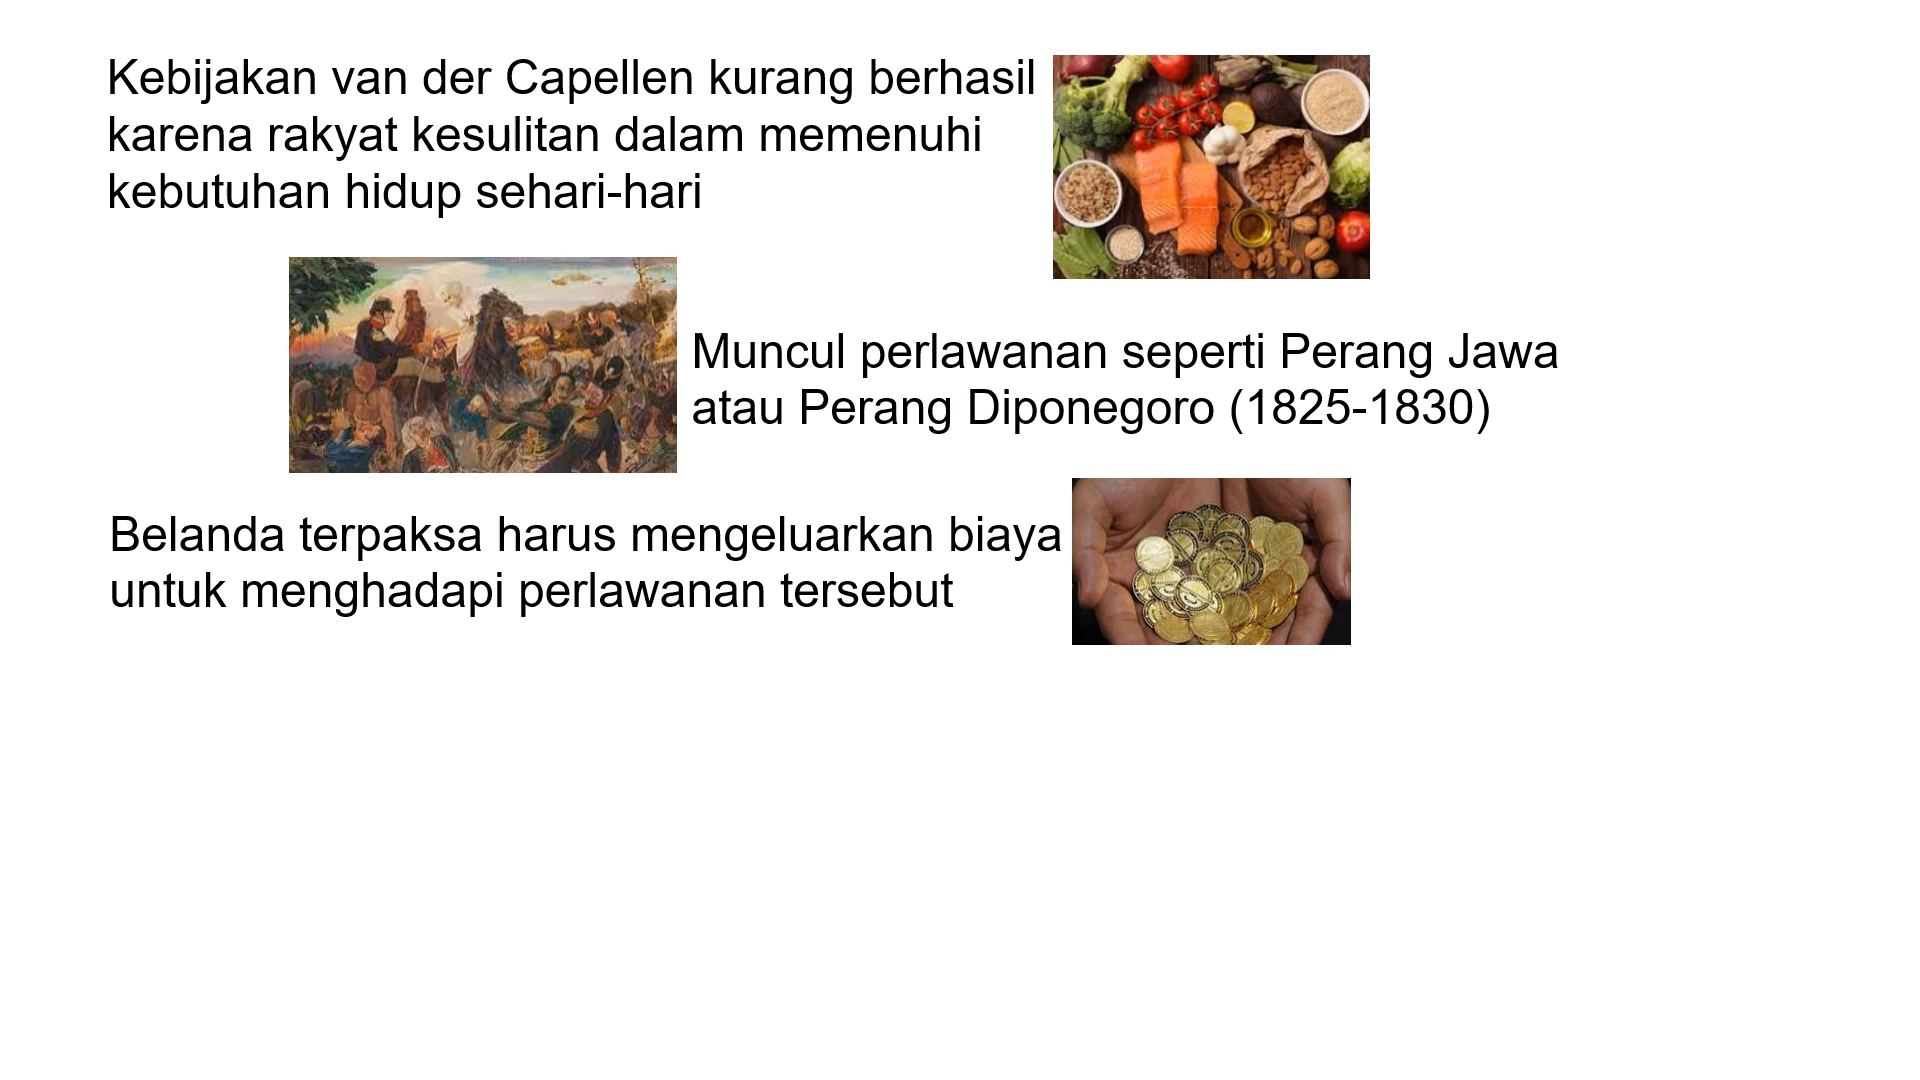 Kebijakan van der Capellen kurang berhasil
karena rakyat kesulitan dalam memenuhi
kebutuhan hidup sehari-hari
Muncul perlawanan seperti Perang Jawa
atau Perang Diponegoro (1825-1830)
Belanda terpaksa harus mengeluarkan biaya
untuk menghadapi perlawanan tersebut